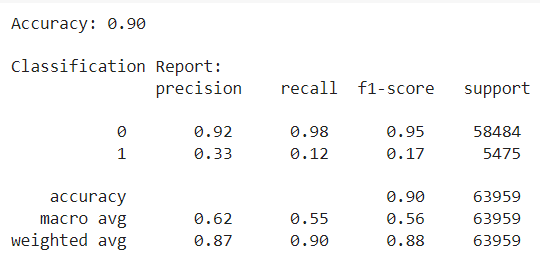 Accuracy: 0.90
Classification Report:
precision recall f1-score support
0 0.92 0.98 0.95 58484
1 0.33 0.12 0.17 5475
accuracy 0.90 63959
macro avg 0.62 0.55 0.56 63959
weighted avg 0.87 0.90 0.88 63959